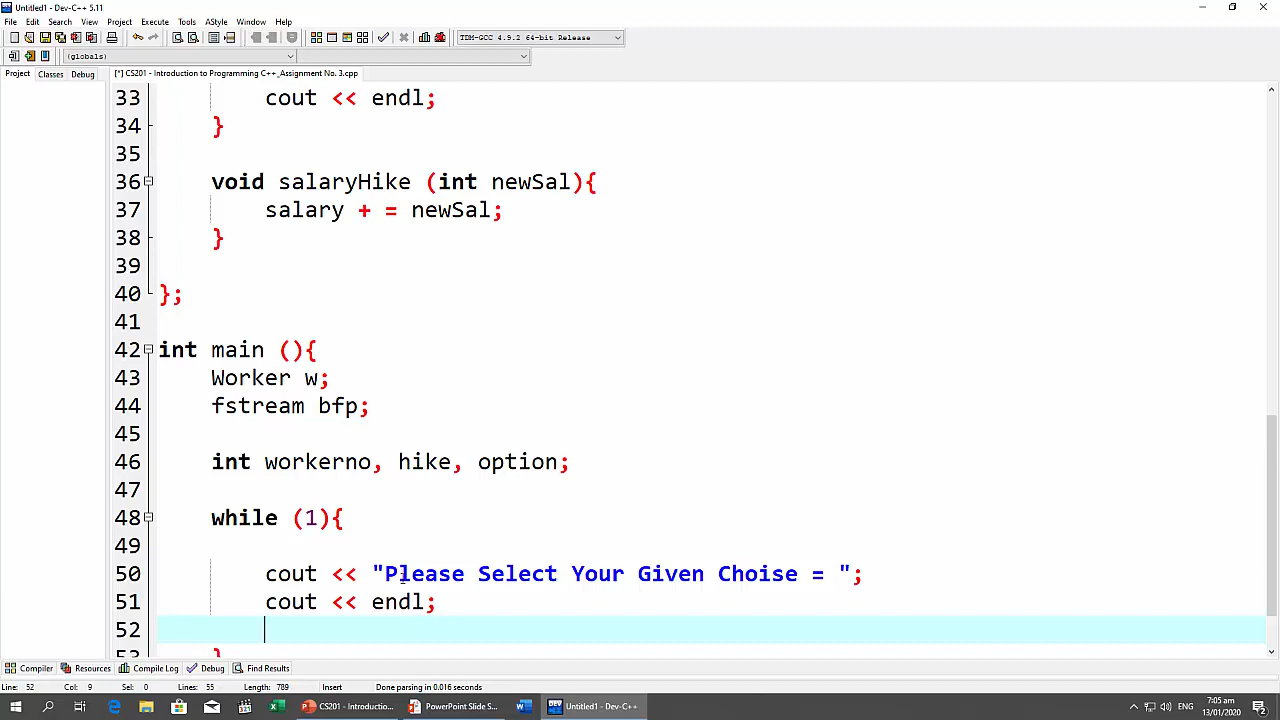 Untitled1 - Dev-C++ 5.11
File Edit Search View Project Execute Tools AStyle Window Help
TDM-GCC 4.9.2 64-bit Release
(globals)
Project Classes Debug
[*] CS201 - Introduction to Programming C++_Assignment No. 3.cpp
33 cout << endl;
34 }
35
36 void salaryHike (int newSal){
37 salary + = newSal;
38 }
39
40 };
41
42 int main (){
43 Worker w;
44 fstream bfp;
45
46 int workerno, hike, option;
47
48 while (1){
49
50 cout << "Please Select Your Given Choise = ";
51 cout << endl;
52
53 }
Compiler Resources Compile Log Debug Find Results
Line: 52 Col: 9 Sel: 0 Lines: 55 Length: 789 Insert Done parsing in 0.016 seconds
CS201 - Introductio... PowerPoint Slide S... Untitled1 - Dev-C++ ENG 7:05 am
13/01/2020